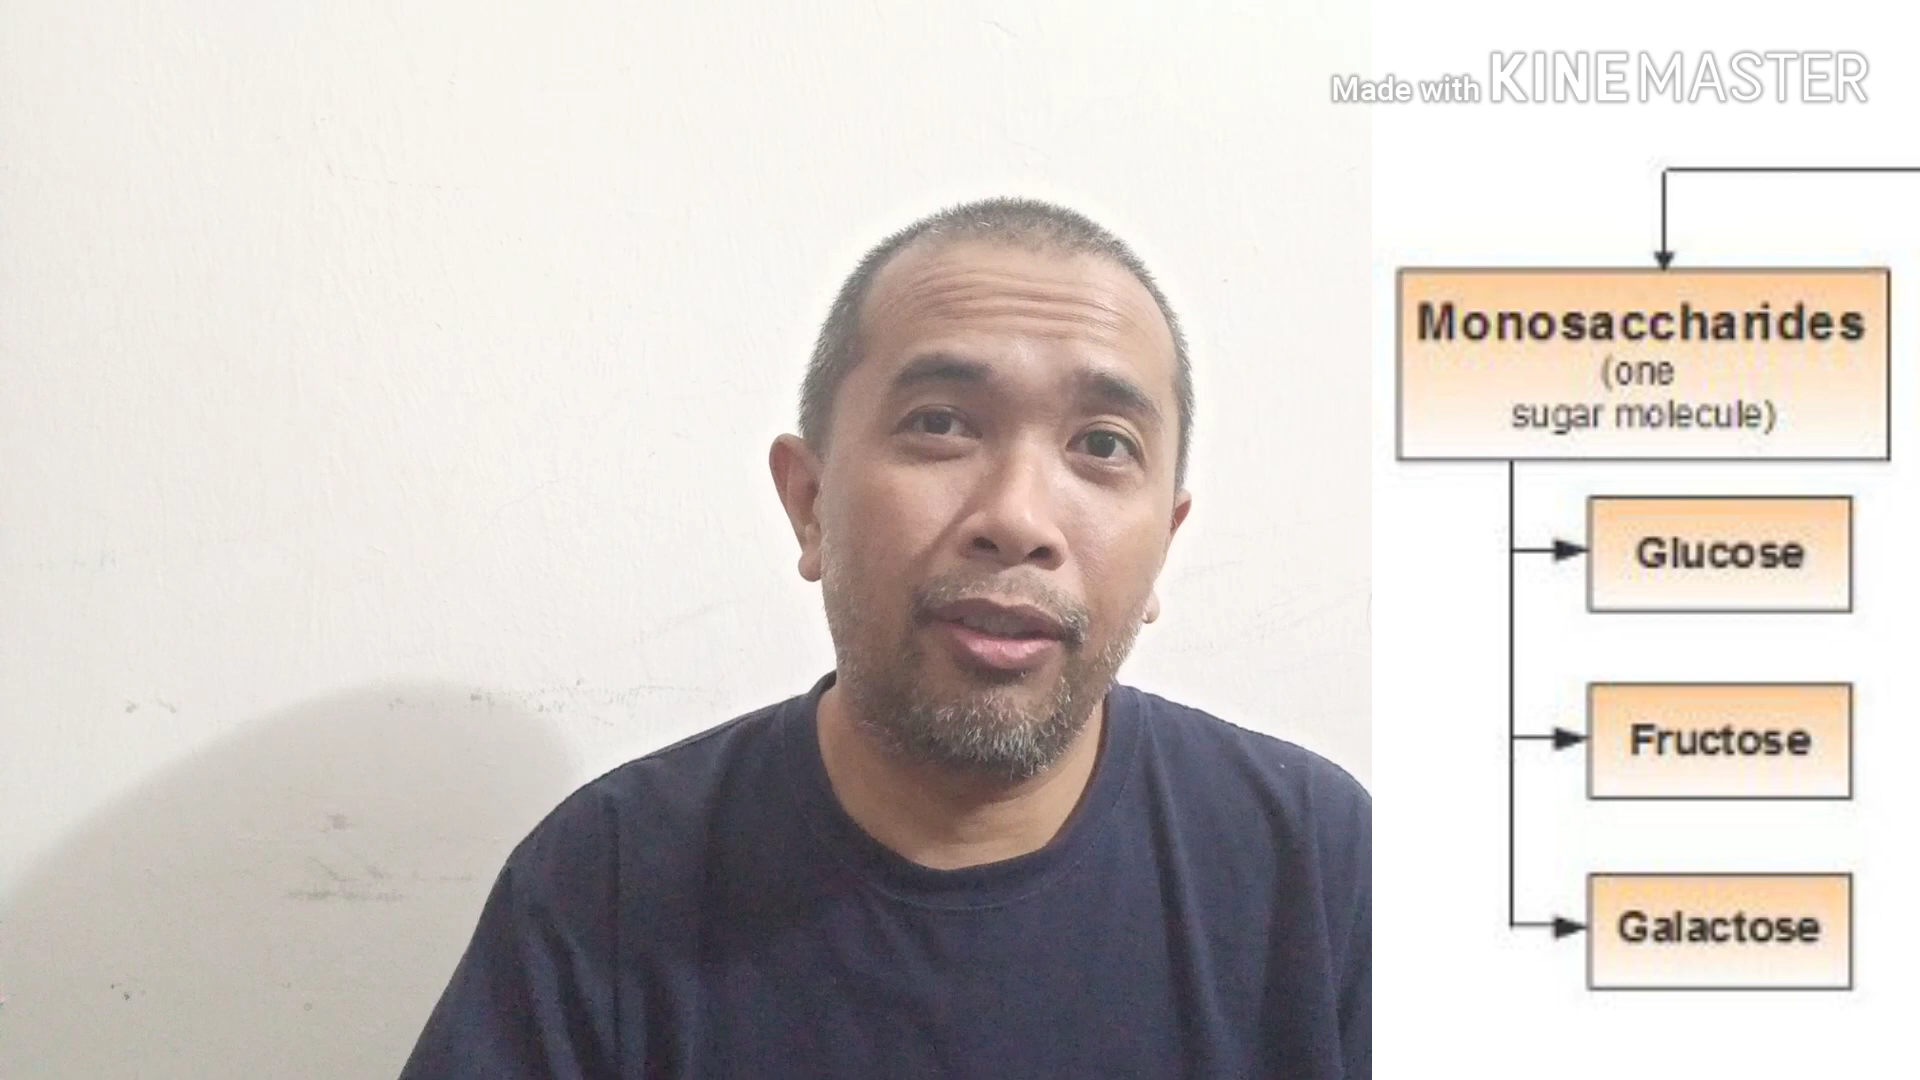 Made with KINEMASTER
Monosaccharides
(one
sugar molecule)
Glucose
Fructose
Galactose